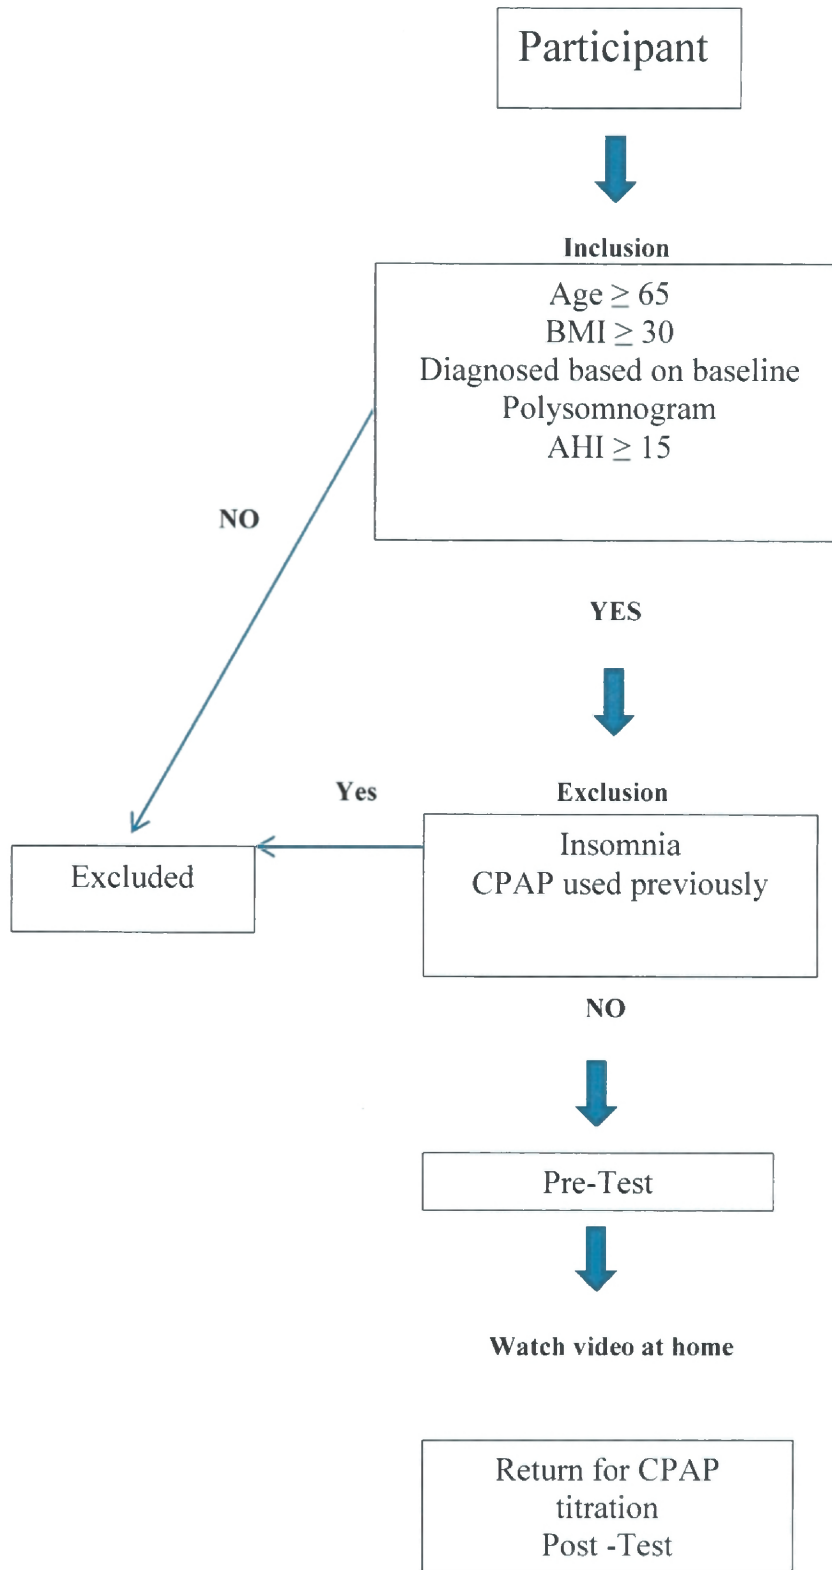 Participant
Inclusion
Age ≥ 65
BMI ≥ 30
Diagnosed based on baseline
Polysomnogram
AHI ≥ 15
NO
YES
Yes
Exclusion
Insomnia
CPAP used previously
Excluded
NO
Pre-Test
Watch video at home
Return for CPAP
titration
Post -Test